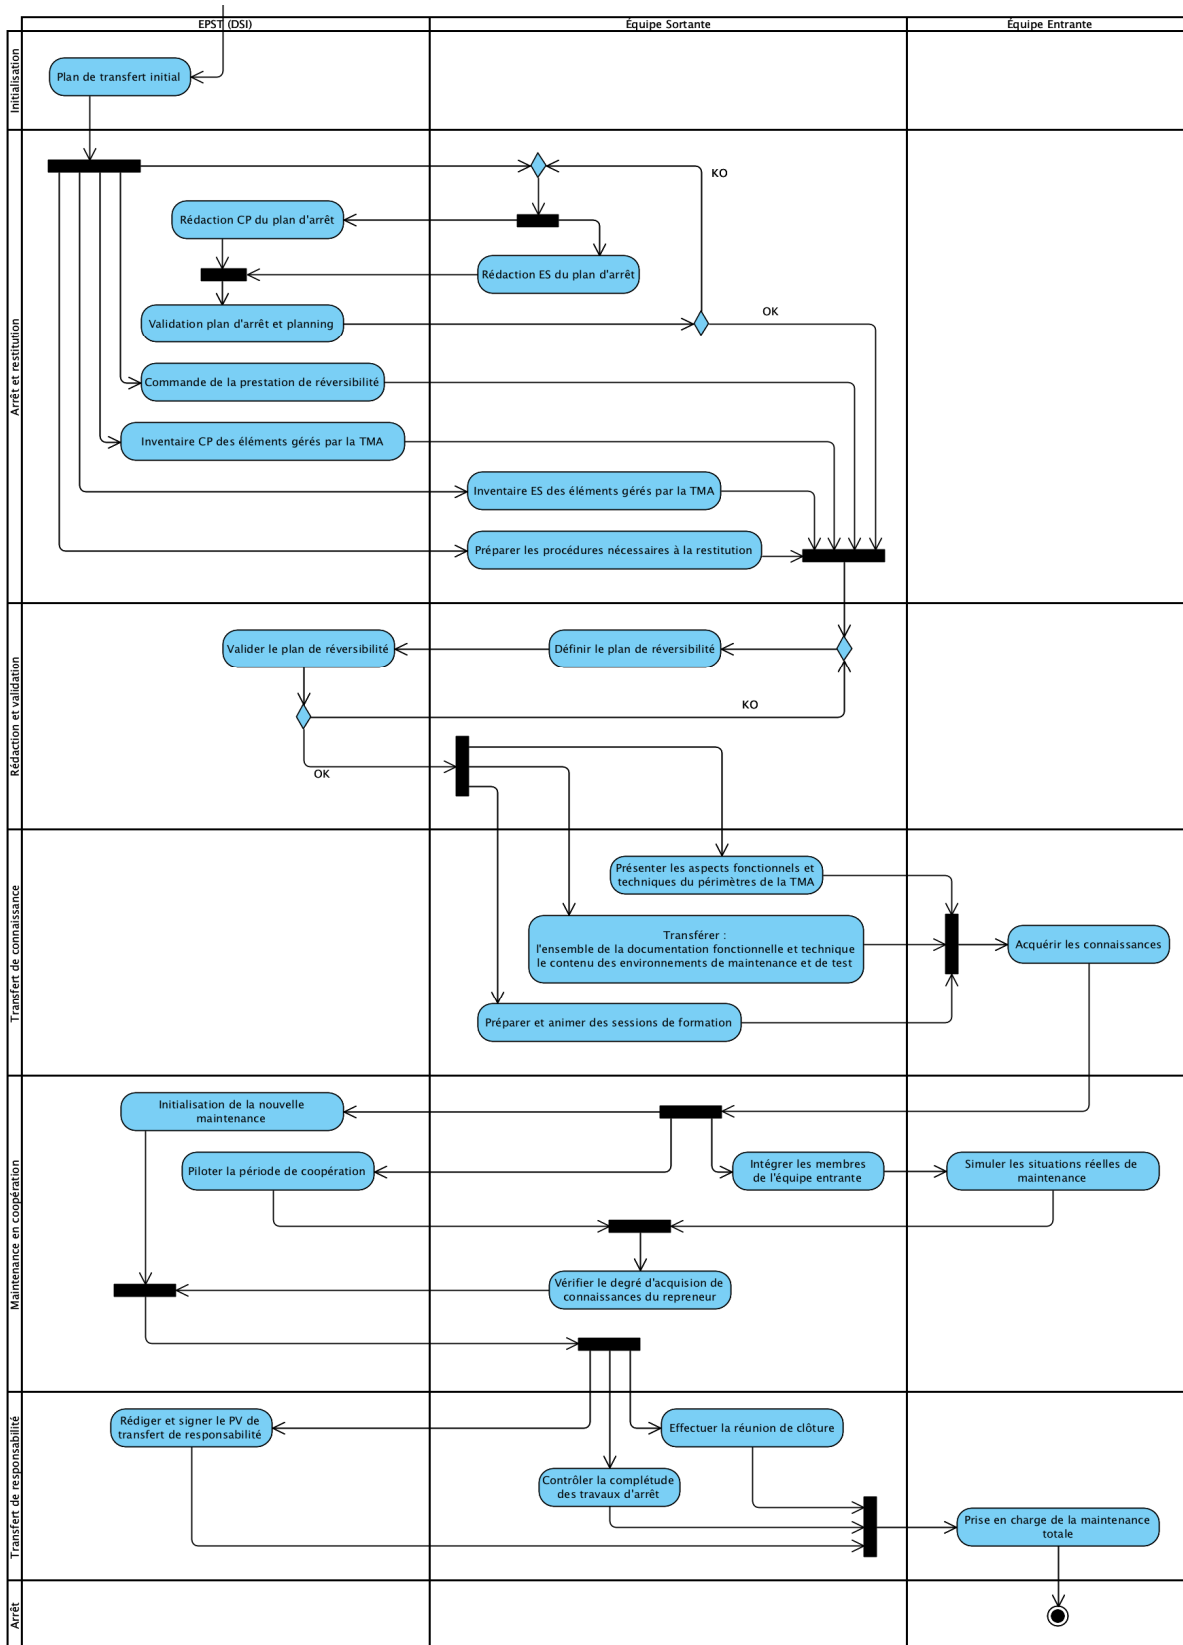 EPST (DSI)
Équipe Sortante
Équipe Entrante
Initialisation
Plan de transfert initial
Arrêt et restitution
KO
Rédaction CP du plan d'arrêt
Rédaction ES du plan d'arrêt
Validation plan d'arrêt et planning
OK
Commande de la prestation de réversibilité
Inventaire CP des éléments gérés par la TMA
Inventaire ES des éléments gérés par la TMA
Préparer les procédures nécessaires à la restitution
Rédaction et validation
Valider le plan de réversibilité
Définir le plan de réversibilité
KO
OK
Transfert de connaissance
Présenter les aspects fonctionnels et
techniques du périmètres de la TMA
Transférer :
l'ensemble de la documentation fonctionnelle et technique
le contenu des environnements de maintenance et de test
Acquérir les connaissances
Préparer et animer des sessions de formation
Maintenance en coopération
Initialisation de la nouvelle
maintenance
Piloter la période de coopération
Intégrer les membres
de l'équipe entrante
Simuler les situations réelles de
maintenance
Vérifier le degré d'acquision de
connaissances du repreneur
Transfert de responsabilité
Rédiger et signer le PV de
transfert de responsabilité
Effectuer la réunion de clôture
Contrôler la complétude
des travaux d'arrêt
Prise en charge de la maintenance
totale
Arrêt